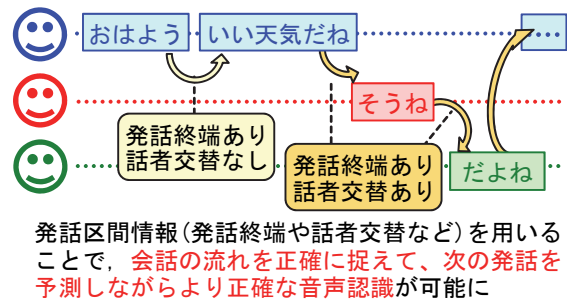 おはよう
いい天気だね
…
そうね
発話終端あり
話者交替なし
発話終端あり
話者交替あり
だよね
発話区間情報(発話終端や話者交替など)を用いる
ことで,会話の流れを正確に捉えて、次の発話を
予測しながらより正確な音声認識が可能に